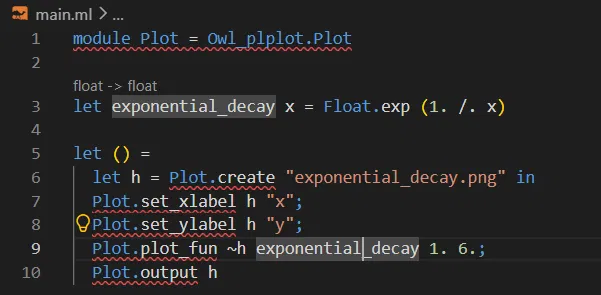 main.ml > ...
1 module Plot = Owl_plplot.Plot
2
float -> float
3 let exponential_decay x = Float.exp (1. /. x)
4
5 let () =
6 let h = Plot.create "exponential_decay.png" in
7 Plot.set_xlabel h "x";
8 Plot.set_ylabel h "y";
9 Plot.plot_fun ~h exponential_decay 1. 6.;
10 Plot.output h